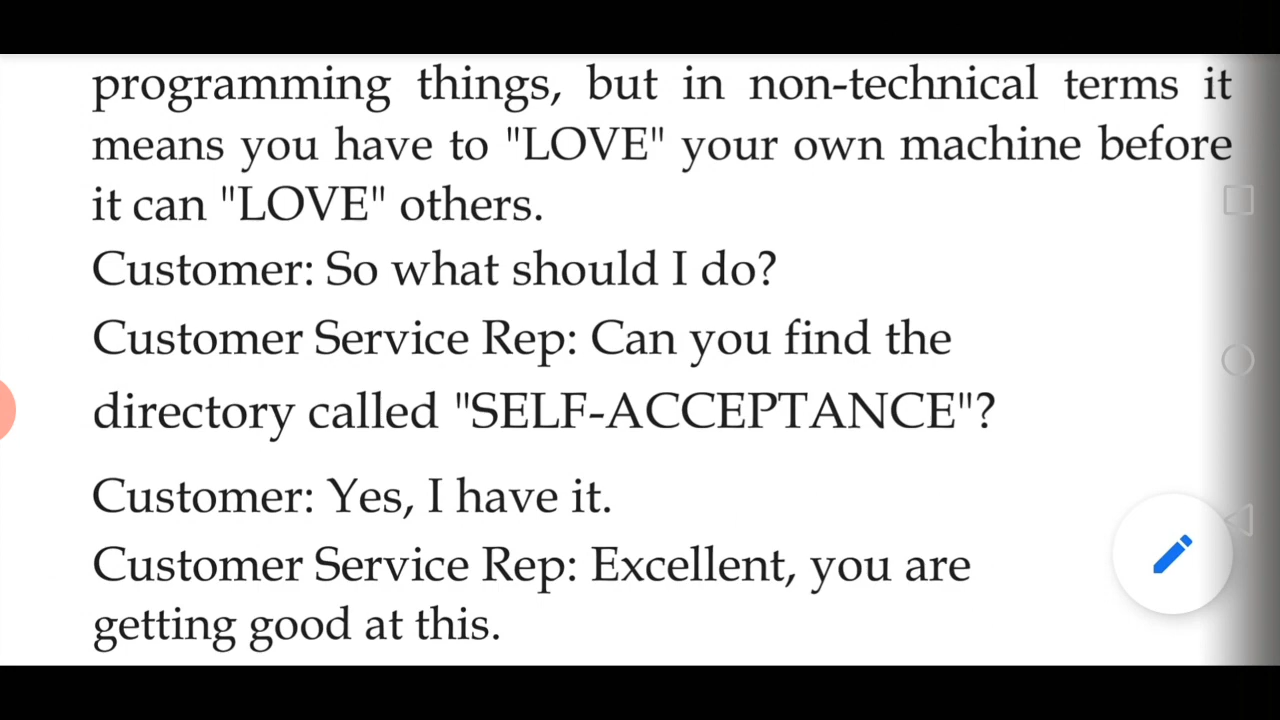 programming things, but in non-technical terms it
means you have to "LOVE" your own machine before
it can "LOVE" others.
Customer: So what should I do?
Customer Service Rep: Can you find the
directory called "SELF-ACCEPTANCE"?
Customer: Yes, I have it.
Customer Service Rep: Excellent, you are
getting good at this.